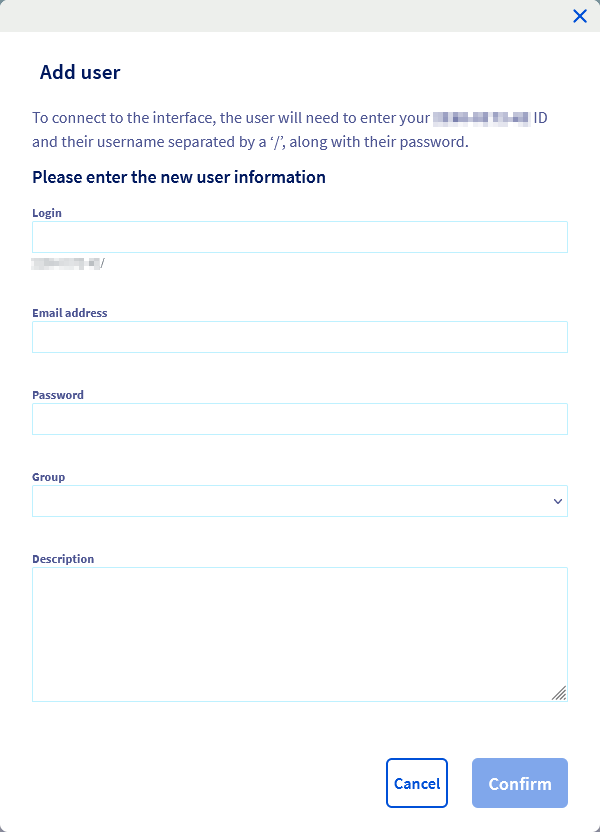 Add user
To connect to the interface, the user will need to enter your ID
and their username separated by a ‘/’, along with their password.
Please enter the new user information
Login
/
Email address
Password
Group
Description
Cancel
Confirm